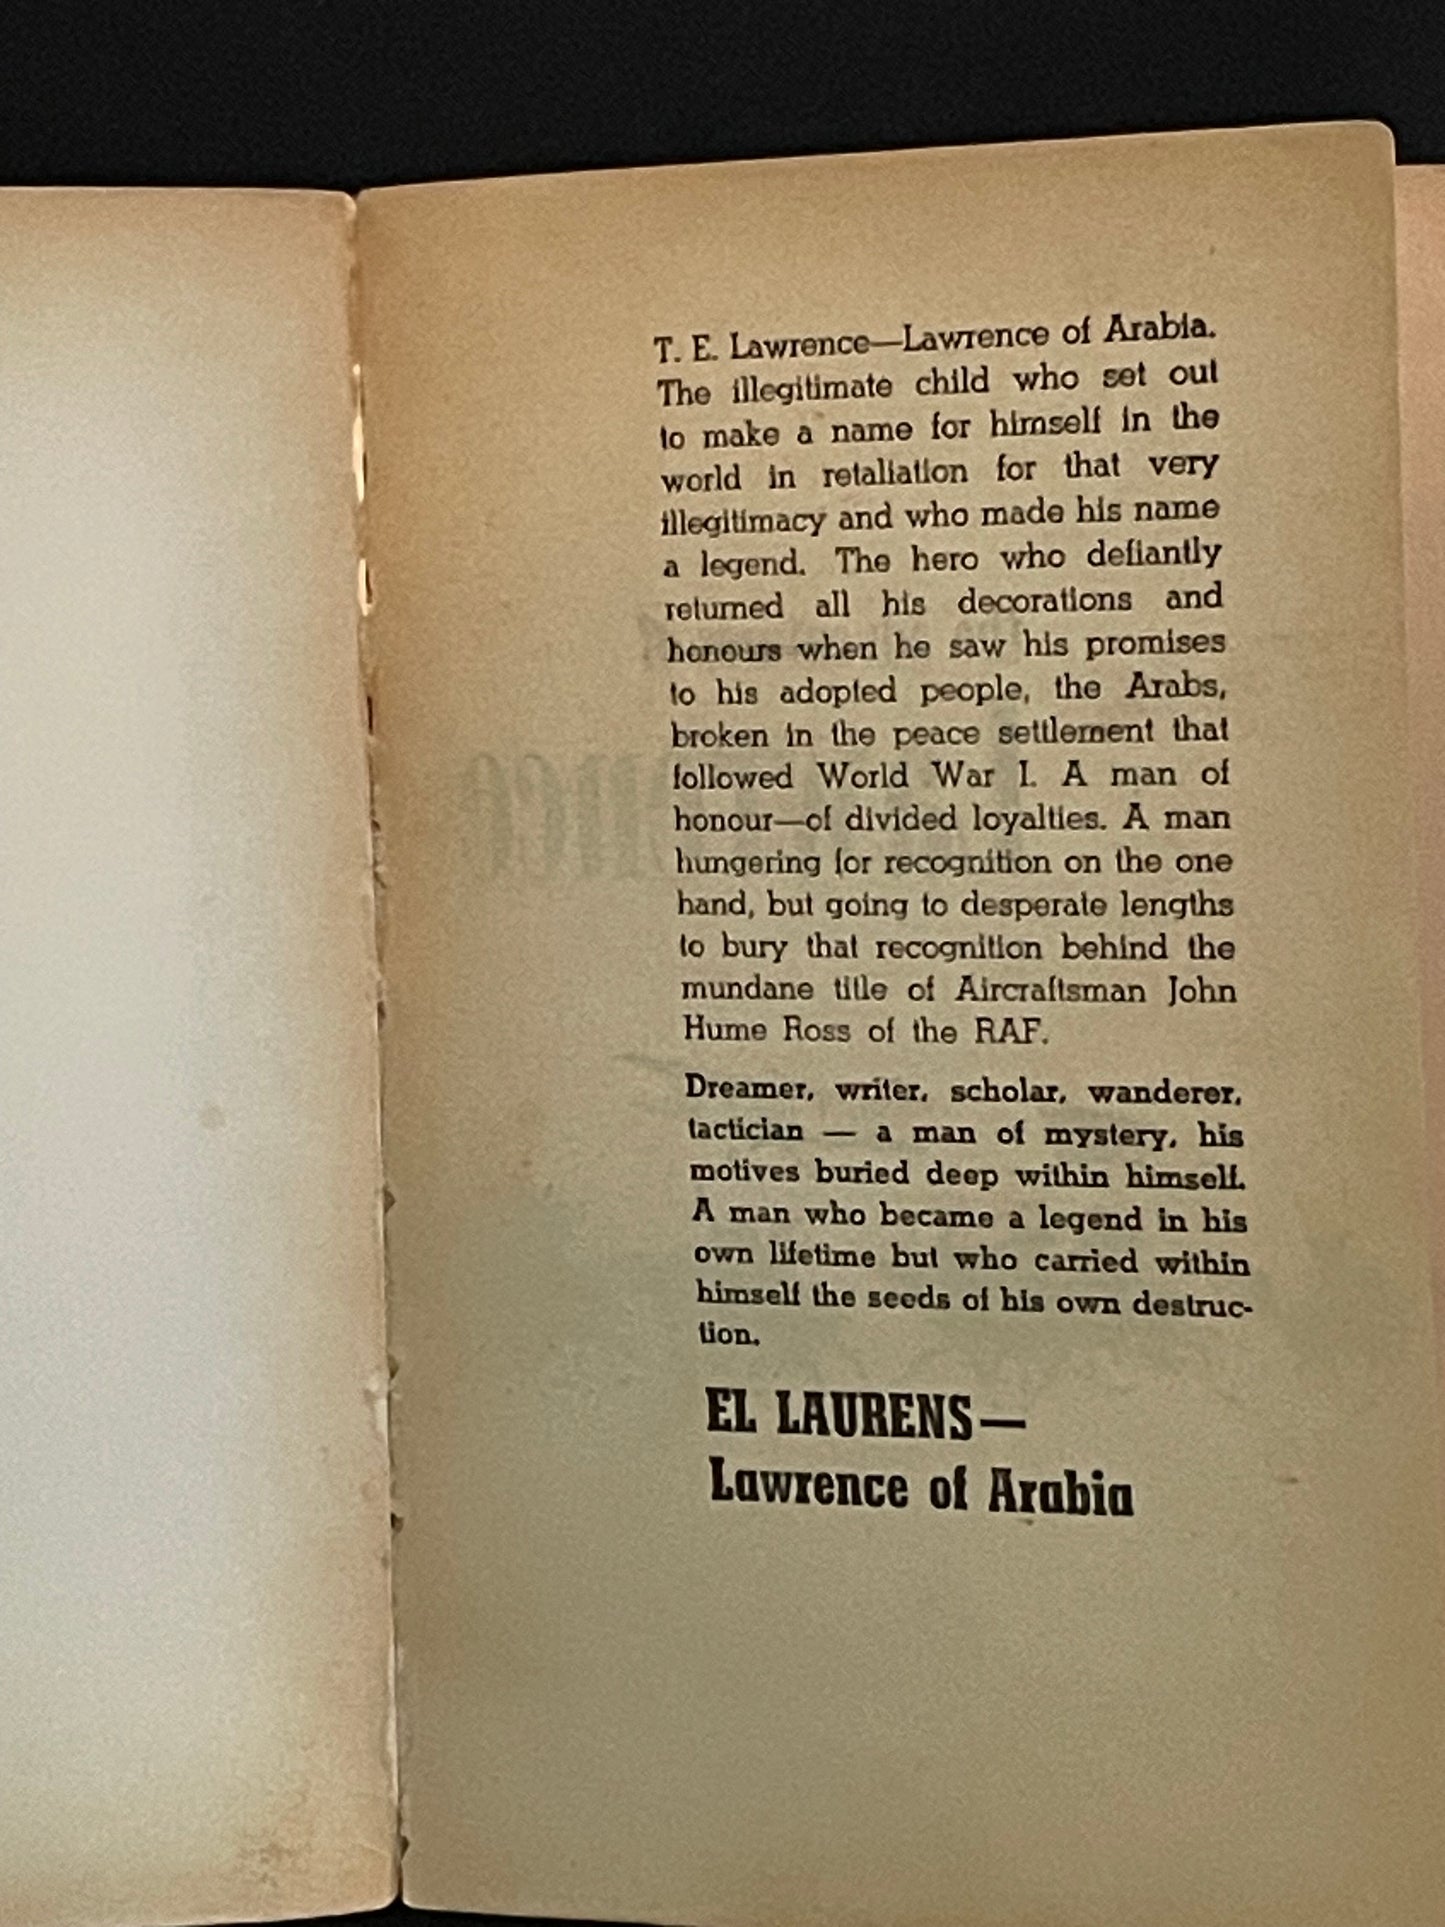 T. E. Lawrence—Lawrence of Arabia.
The illegitimate child who set out
to make a name for himself in the
world in retaliation for that very
illegitimacy and who made his name
a legend. The hero who defiantly
returned all his decorations and
honours when he saw his promises
to his adopted people, the Arabs,
broken in the peace settlement that
followed World War I. A man of
honour—of divided loyalties. A man
hungering for recognition on the one
hand, but going to desperate lengths
to bury that recognition behind the
mundane title of Aircraftsman John
Hume Ross of the RAF.
Dreamer, writer, scholar, wanderer,
tactician — a man of mystery, his
motives buried deep within himself.
A man who became a legend in his
own lifetime but who carried within
himself the seeds of his own destruc-
tion.
EL LAURENS—
Lawrence of Arabia